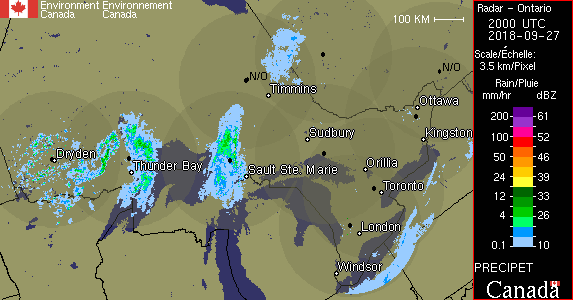 Environment Environnement
Canada Canada
Radar - Ontario
2000 UTC
2018-09-27
Scale/Échelle:
3.5 km/Pixel
Rain/Pluie
mm/hr dBZ
200 61
100 52
50 46
24 39
12 33
4 26
0.1 10
PRECIPET
Canada
100 KM
N/O
N/O
Timmins
Ottawa
Sudbury
Kingston
Dryden
Thunder Bay
Sault Ste. Marie
Orillia
Toronto
London
Windsor